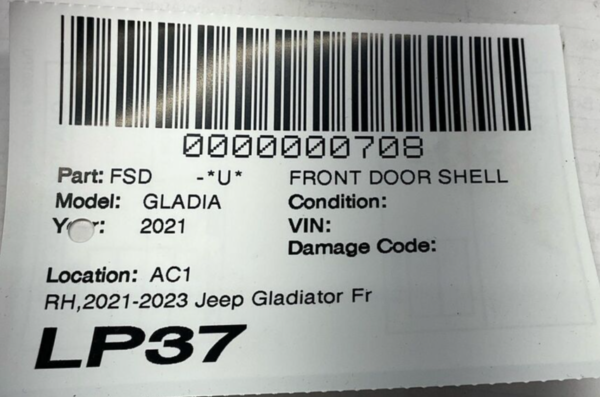 0000000708
Part: FSD -*U* FRONT DOOR SHELL
Model: GLADIA Condition:
2021 VIN:
Damage Code:
Location: AC1
RH,2021-2023 Jeep Gladiator Fr
LP37